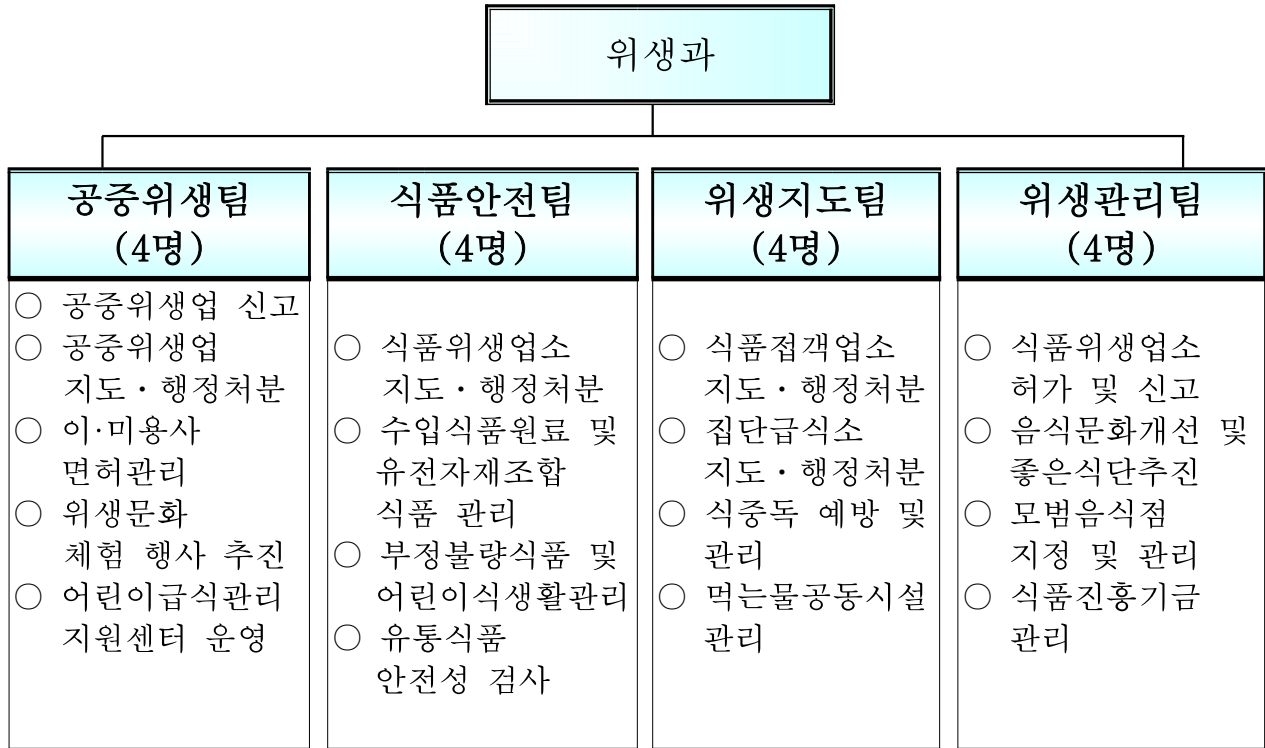 위생과
공중위생팀
(4명)
○ 공중위생업 신고
○ 공중위생업
지도·행정처분
○ 이·미용사
면허관리
○ 위생문화
체험 행사 추진
○ 어린이급식관리
지원센터 운영
식품안전팀
(4명)
○ 식품위생업소
지도·행정처분
○ 수입식품원료 및
유전자재조합
식품 관리
○ 부정불량식품 및
어린이식생활관리
○ 유통식품
안전성 검사
위생지도팀
(4명)
○ 식품접객업소
지도·행정처분
○ 집단급식소
지도·행정처분
○ 식중독 예방 및
관리
○ 먹는물공동시설
관리
위생관리팀
(4명)
○ 식품위생업소
허가 및 신고
○ 음식문화개선 및
좋은식단추진
○ 모범음식점
지정 및 관리
○ 식품진흥기금
관리